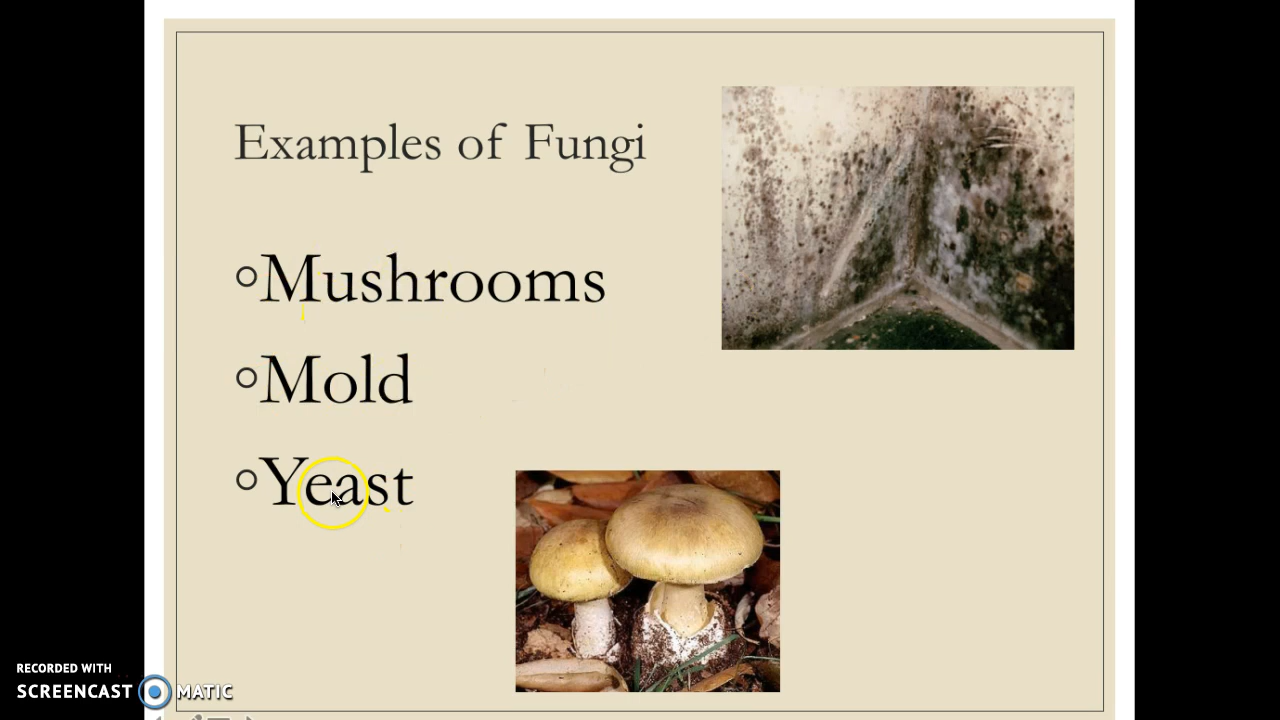 Examples of Fungi
Mushrooms
Mold
Yeast
RECORDED WITH
SCREENCAST MATIC